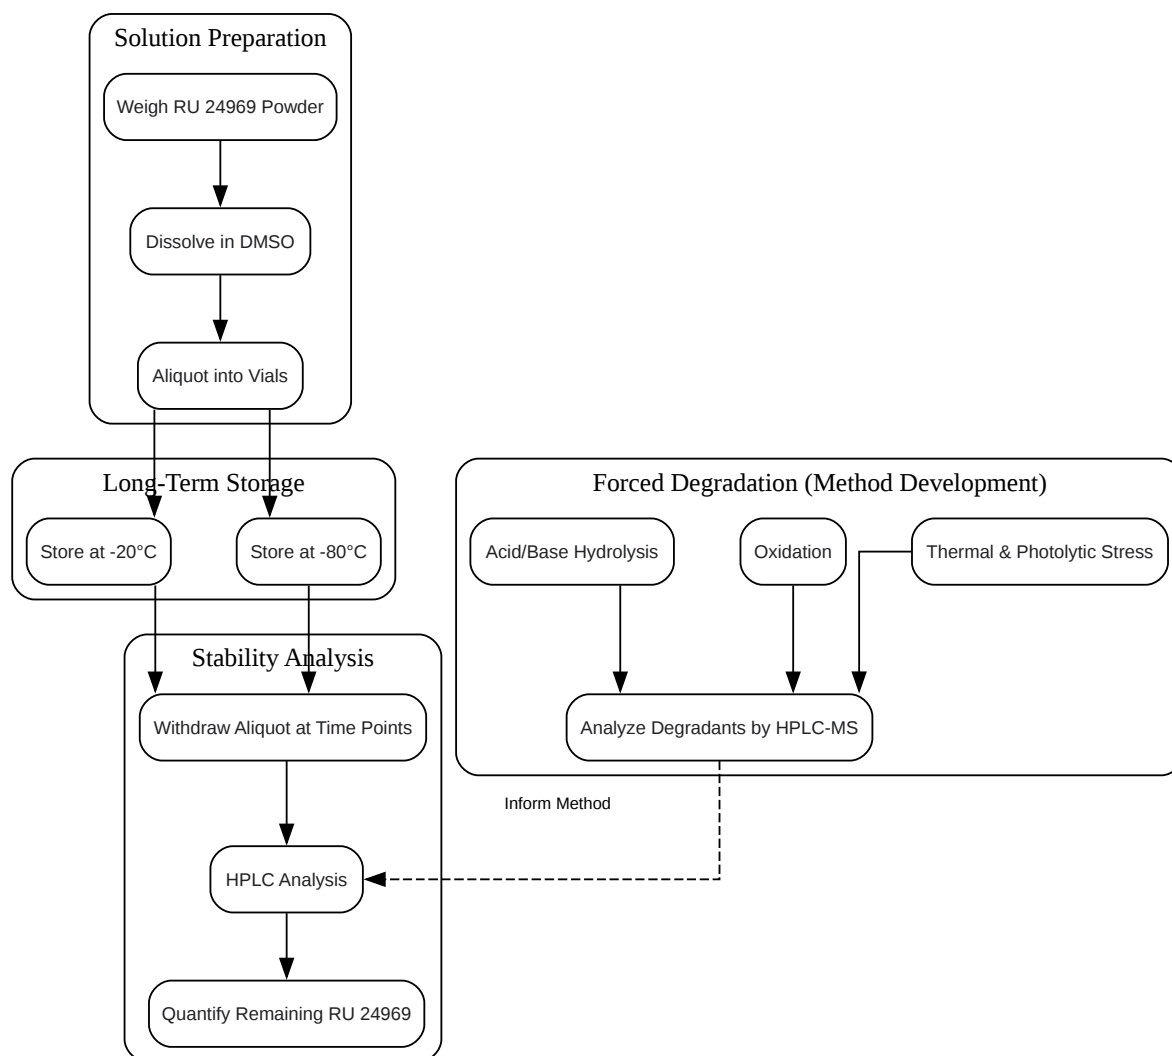 Solution Preparation
Weigh RU 24969 Powder
Dissolve in DMSO
Aliquot into Vials
Long-Term Storage
Store at -20°C
Store at -80°C
Stability Analysis
Withdraw Aliquot at Time Points
HPLC Analysis
Quantify Remaining RU 24969
Forced Degradation (Method Development)
Acid/Base Hydrolysis
Oxidation
Thermal & Photolytic Stress
Analyze Degradants by HPLC-MS
Inform Method